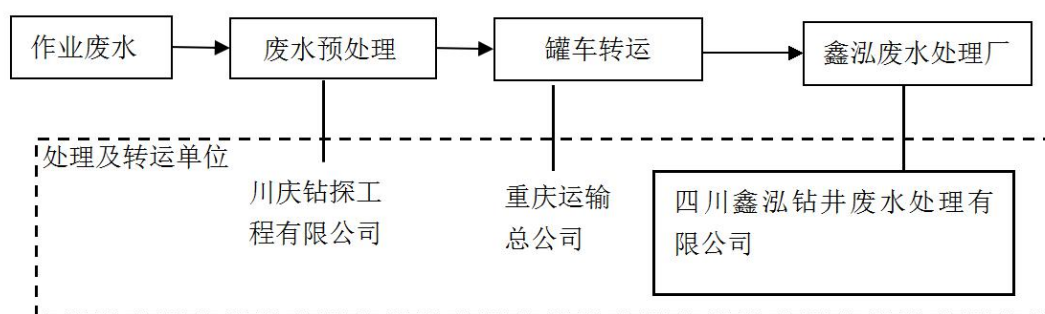 作业废水
废水预处理
罐车转运
鑫泓废水处理厂
处理及转运单位
川庆钻探工
程有限公司
重庆运输
总公司
四川鑫泓钻井废水处理有
限公司